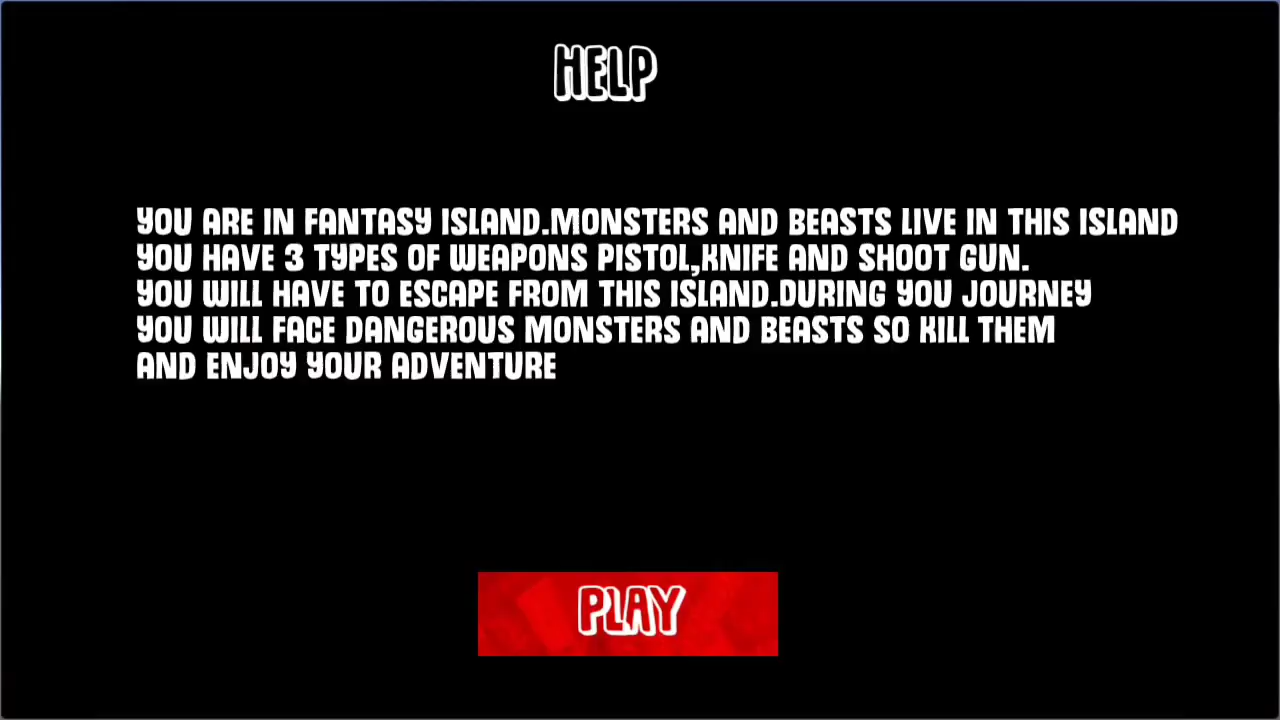 HELP
YOU ARE IN FANTASY ISLAND.MONSTERS AND BEASTS LIVE IN THIS ISLAND
YOU HAVE 3 TYPES OF WEAPONS PISTOL,KNIFE AND SHOOT GUN.
YOU WILL HAVE TO ESCAPE FROM THIS ISLAND.DURING YOU JOURNEY
YOU WILL FACE DANGEROUS MONSTERS AND BEASTS SO KILL THEM
AND ENJOY YOUR ADVENTURE
PLAY